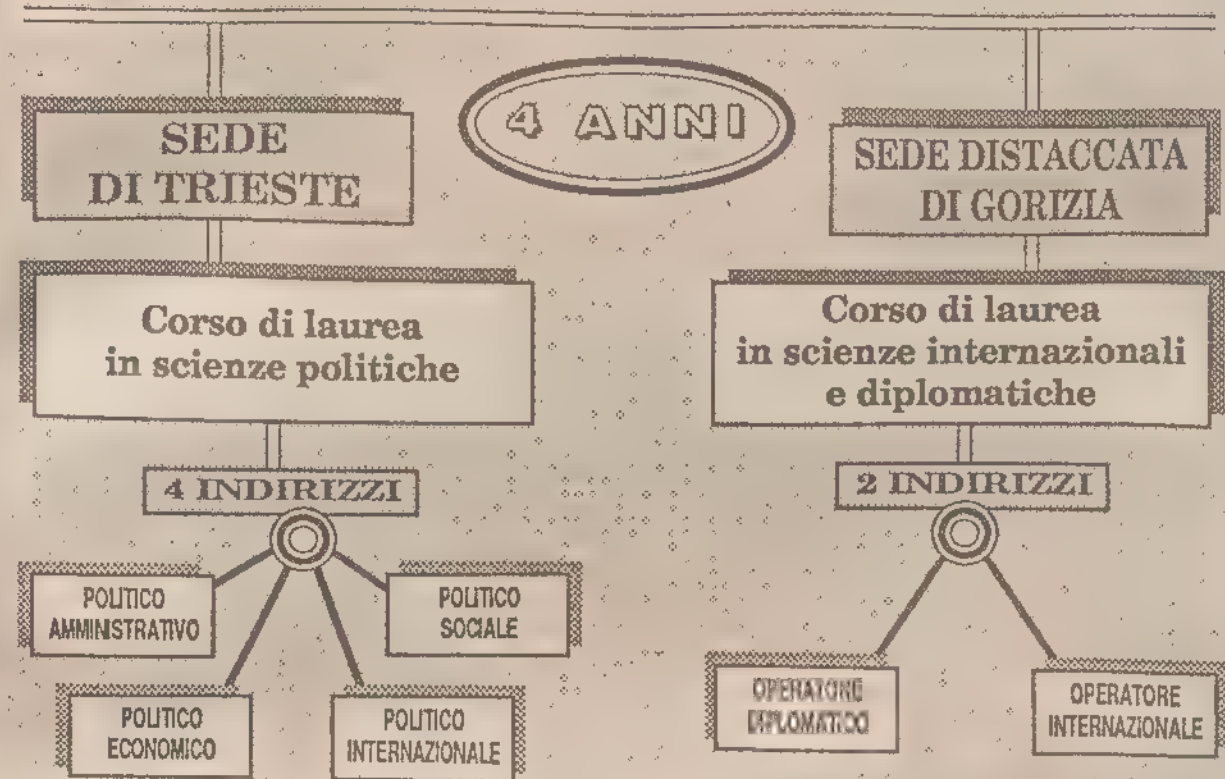 4 ANNI
SEDE
DI TRIESTE
Corso di laurea
in scienze politiche
4 INDIRIZZI
POLITICO
AMMINISTRATIVO
POLITICO
ECONOMICO
POLITICO
INTERNAZIONALE
POLITICO
SOCIALE
SEDE DISTACCATA
DI GORIZIA
Corso di laurea
in scienze internazionali
e diplomatiche
2 INDIRIZZI
OPERATORE
DIPLOMATICO
OPERATORE
INTERNAZIONALE